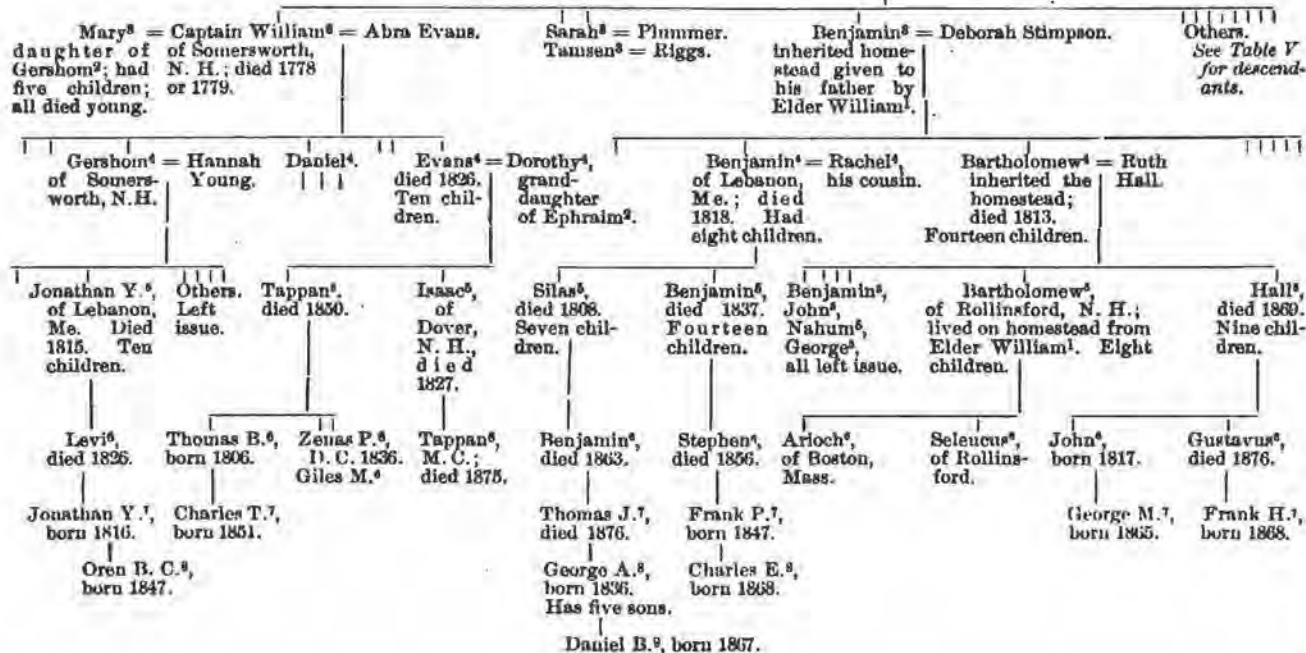 Mary³ = Captain William³ = Abra Evans.
daughter of
Gershom²; had
five children;
all died young.
of Somersworth,
N. H.; died 1778
or 1779.
Sarah³ = Plummer.
Tamsen³ = Riggs.
Benjamin³ = Deborah Stimpson.
inherited home-
stead given to
his father by
Elder William¹.
Others.
See Table V
for descend-
ants.
Gershom⁴ = Hannah
of Somers-
worth, N.H.
Young.
Daniel⁴.
Evans⁴ = Dorothy⁴,
died 1826.
Ten chil-
dren.
grand-
daughter
of Ephraim².
Benjamin⁴ = Rachel⁴,
of Lebanon,
Me.; died
1818. Had
eight children.
his cousin.
Bartholomew⁴ = Ruth
inherited the
homestead;
died 1813.
Fourteen children.
Hall.
Jonathan Y.⁵,
of Lebanon,
Me. Died
1815. Ten
children.
Others.
Left
issue.
Tappan⁵,
died 1850.
Isaac⁵,
of
Dover,
N. H.,
died
1827.
Silas⁵,
died 1808.
Seven chil-
dren.
Benjamin⁵,
died 1837.
Fourteen
children.
Benjamin⁵,
John⁵,
Nahum⁵,
George⁵,
all left issue.
Bartholomew⁵,
of Rollinsford, N. H.;
lived on homestead from
Elder William¹. Eight
children.
Hall⁵,
died 1869.
Nine chil-
dren.
Levi⁶,
died 1826.
Thomas B.⁶,
born 1806.
Zenas P.⁶,
D. C. 1836.
Giles M.⁶
Tappan⁶,
M. C.;
died 1875.
Benjamin⁶,
died 1863.
Stephen⁶,
died 1856.
Arioch⁶,
of Boston,
Mass.
Seleucus⁶,
of Rollins-
ford.
John⁶,
born 1817.
Gustavus⁶,
died 1876.
Jonathan Y.⁷,
born 1816.
Charles T.⁷,
born 1851.
Thomas J.⁷,
died 1876.
Frank P.⁷,
born 1847.
George M.⁷,
born 1865.
Frank H.⁷,
born 1868.
Oren B. C.⁸,
born 1847.
George A.⁸,
born 1836.
Has five sons.
Charles E.⁸,
born 1868.
Daniel B.⁹, born 1867.